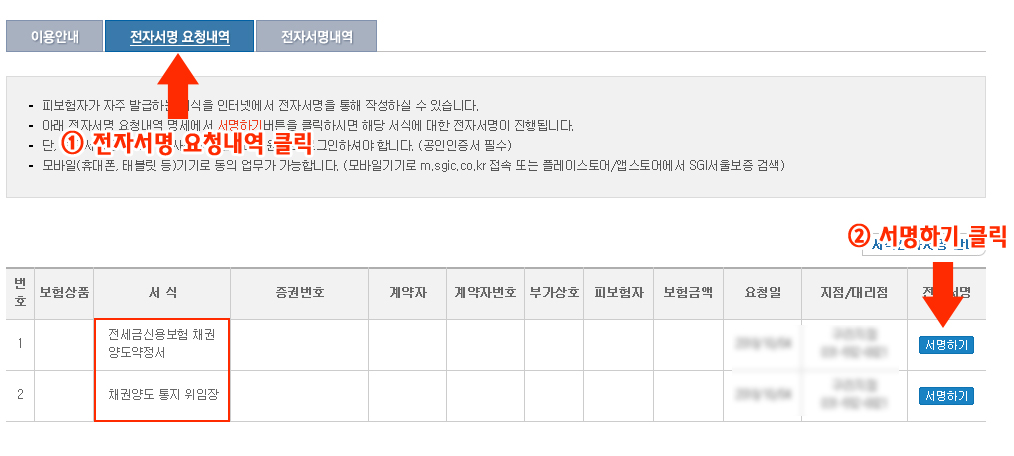 이용안내 전자서명 요청내역 전자서명내역
- 피보험자가 자주 발급하는 서식을 인터넷에서 전자서명을 통해 작성하실 수 있습니다.
- 아래 전자서명 요청내역 명세에서 서명하기버튼을 클릭하시면 해당 서식에 대한 전자서명이 진행됩니다.
① 전자서명 요청내역 클릭
- 단, 그인하셔야 합니다. (공인인증서 필수)
- 모바일(휴대폰, 태블릿 등)기기로 동의 업무가 가능합니다. (모바일기기로 m.sgic.co.kr 접속 또는 플레이스토어/앱스토어에서 SGI서울보증 검색)
② 서명하기 클릭
번호 보험상품 서 식 증권번호 계약자 계약자번호 부가상호 피보험자 보험금액 요청일 지점/대리점 전자서명
1 전세금신용보험 채권 서명하기
양도약정서
2 채권양도 통지 위임장 서명하기